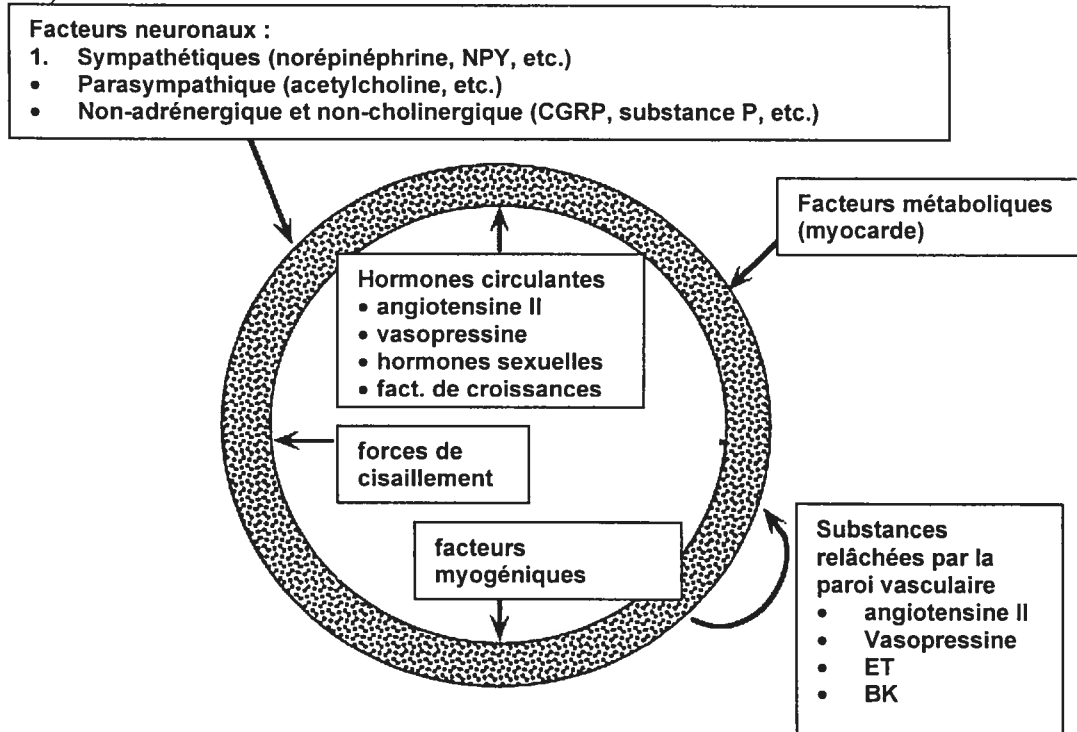 Facteurs neuronaux :
1. Sympathétiques (norépinéphrine, NPY, etc.)
• Parasympathique (acetylcholine, etc.)
• Non-adrénergique et non-cholinergique (CGRP, substance P, etc.)
Facteurs métaboliques
(myocarde)
Hormones circulantes
• angiotensine II
• vasopressine
• hormones sexuelles
• fact. de croissances
forces de
cisaillement
facteurs
myogéniques
Substances
relâchées par la
paroi vasculaire
• angiotensine II
• Vasopressine
• ET
• BK